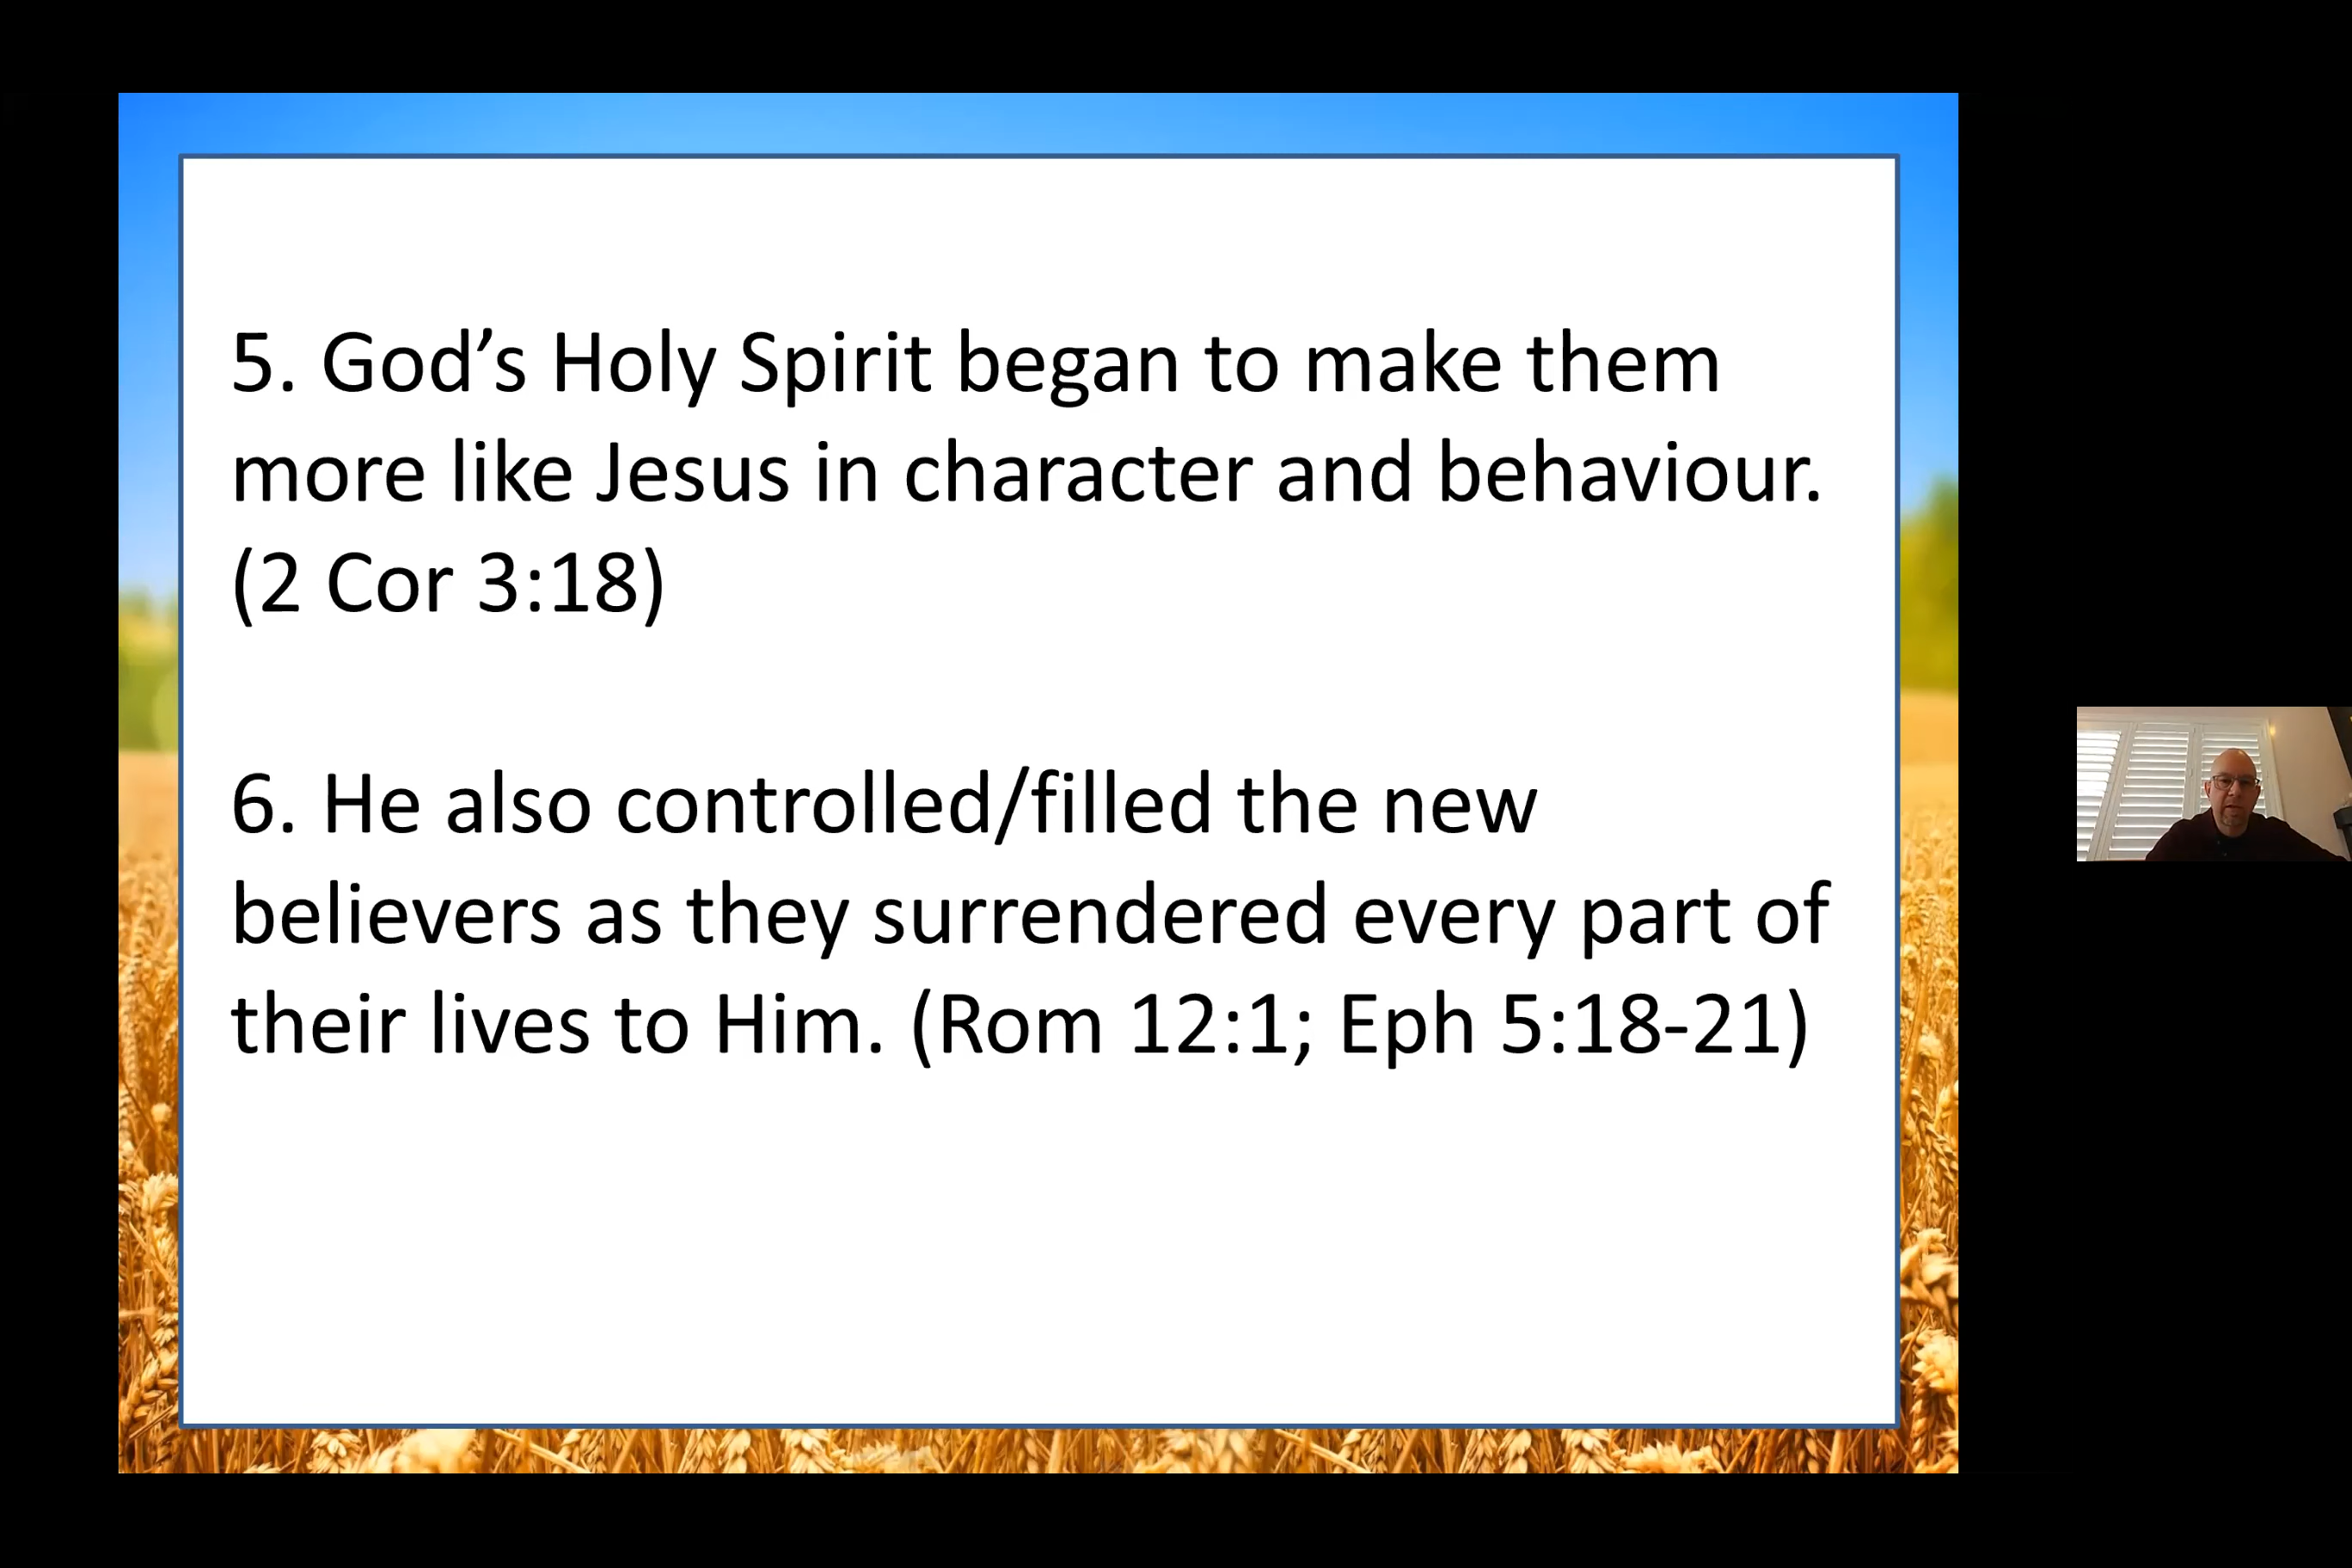 5. God’s Holy Spirit began to make them
more like Jesus in character and behaviour.
(2 Cor 3:18)
6. He also controlled/filled the new
believers as they surrendered every part of
their lives to Him. (Rom 12:1; Eph 5:18-21)